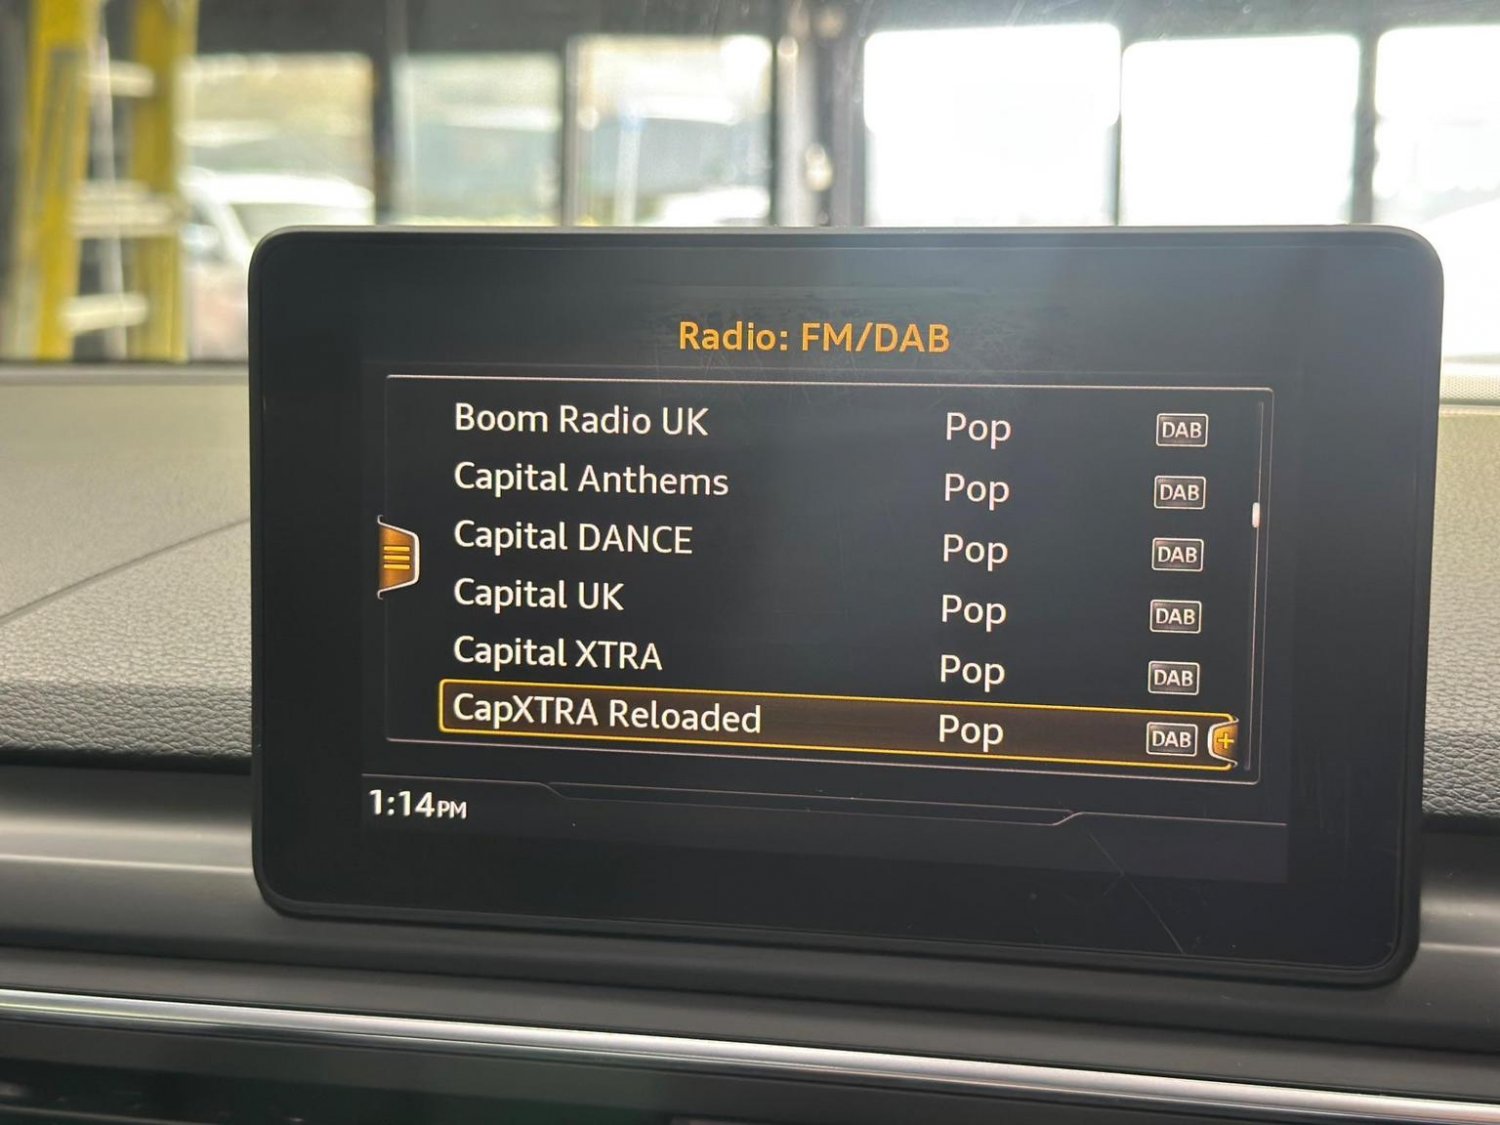 Radio: FM/DAB
Boom Radio UK Pop DAB
Capital Anthems Pop DAB
Capital DANCE Pop DAB
Capital UK Pop DAB
Capital XTRA Pop DAB
CapXTRA Reloaded Pop DAB +
1:14PM